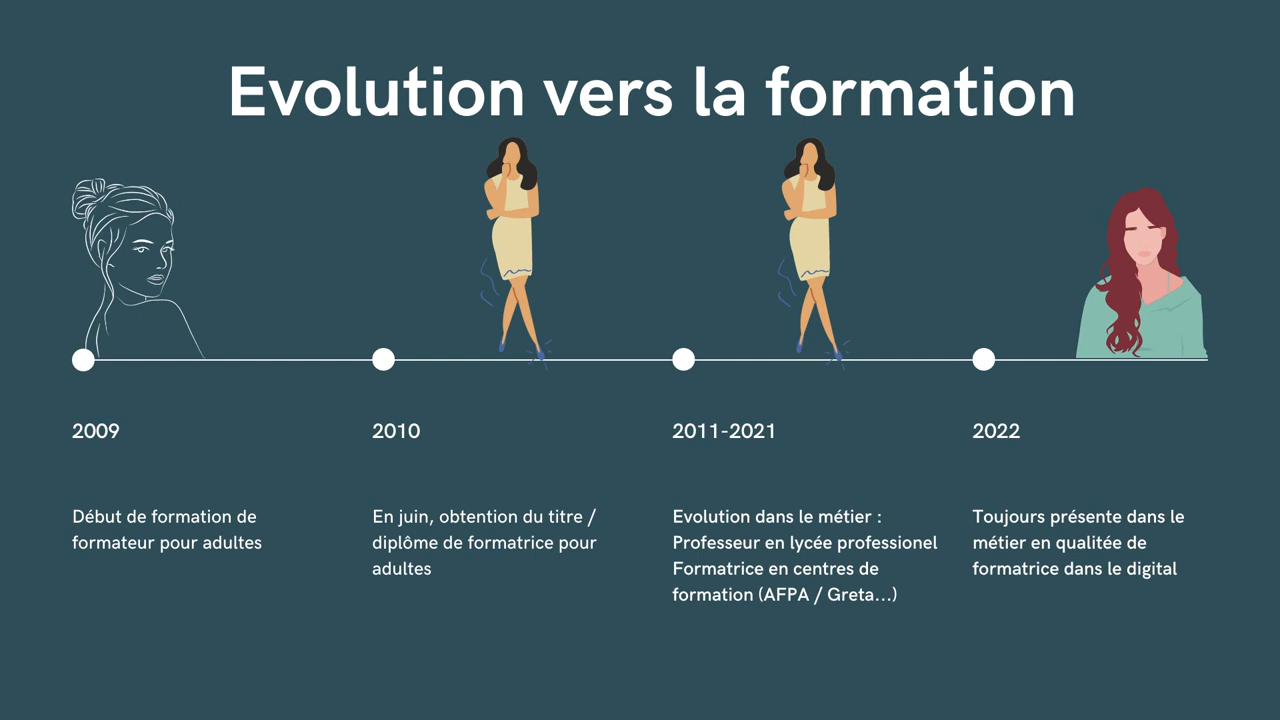 Evolution vers la formation
2009
Début de formation de
formateur pour adultes
2010
En juin, obtention du titre /
diplôme de formatrice pour
adultes
2011-2021
Evolution dans le métier :
Professeur en lycée professionel
Formatrice en centres de
formation (AFPA / Greta...)
2022
Toujours présente dans le
métier en qualitée de
formatrice dans le digital